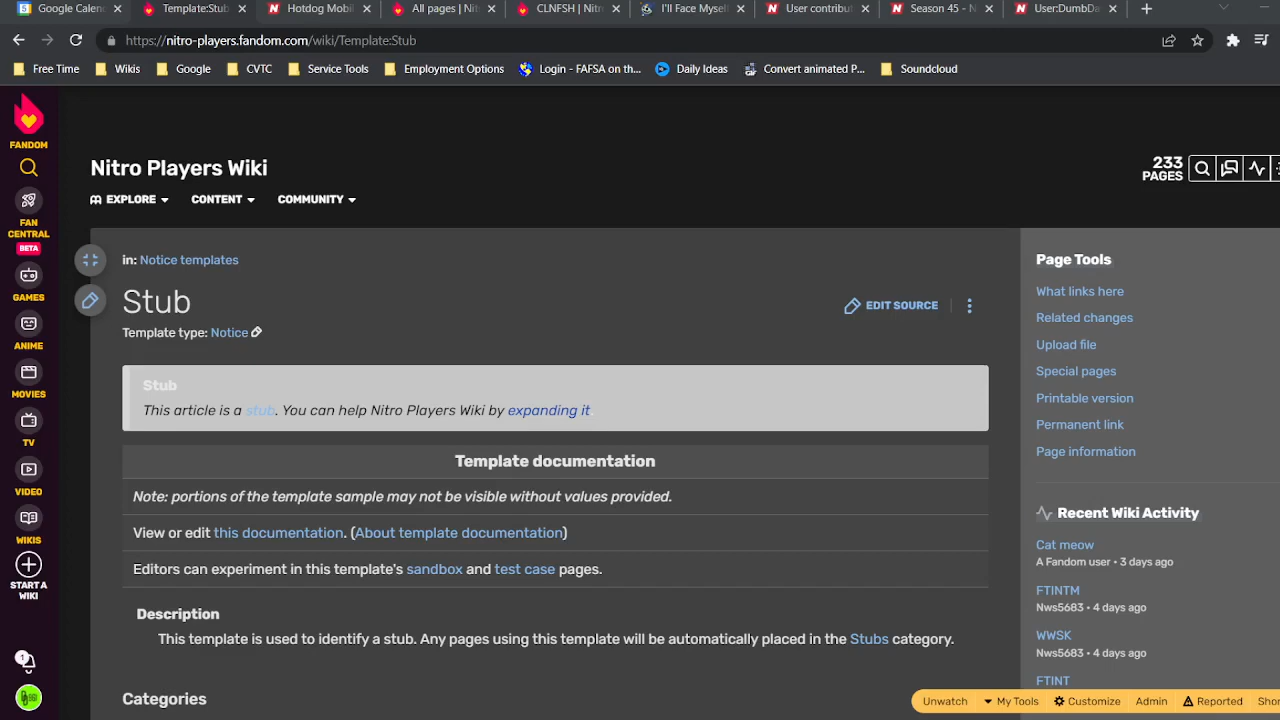 Google Calend
Template:Stub
Hotdog Mobil
All pages | Nit
CLNFSH | Nitr
I'll Face Myse
User contribut
Season 45 - N
User:DumbDa
https://nitro-players.fandom.com/wiki/Template:Stub
Free Time
Wikis
Google
CVTC
Service Tools
Employment Options
Login - FAFSA on th...
Daily Ideas
Convert animated P...
Soundcloud
FANDOM
FAN
CENTRAL
BETA
GAMES
ANIME
MOVIES
TV
VIDEO
WIKIS
START A
WIKI
1
Nitro Players Wiki
233
PAGES
EXPLORE
CONTENT
COMMUNITY
in: Notice templates
Stub
EDIT SOURCE
Template type: Notice
Stub
This article is a stub. You can help Nitro Players Wiki by expanding it.
Template documentation
Note: portions of the template sample may not be visible without values provided.
View or edit this documentation. (About template documentation)
Editors can experiment in this template's sandbox and test case pages.
Description
This template is used to identify a stub. Any pages using this template will be automatically placed in the Stubs category.
Categories
Page Tools
What links here
Related changes
Upload file
Special pages
Printable version
Permanent link
Page information
Recent Wiki Activity
Cat meow
A Fandom user • 3 days ago
FTINTM
Nws5683 • 4 days ago
WWSK
Nws5683 • 4 days ago
FTINT
Unwatch
My Tools
Customize
Admin
Reported
Shor